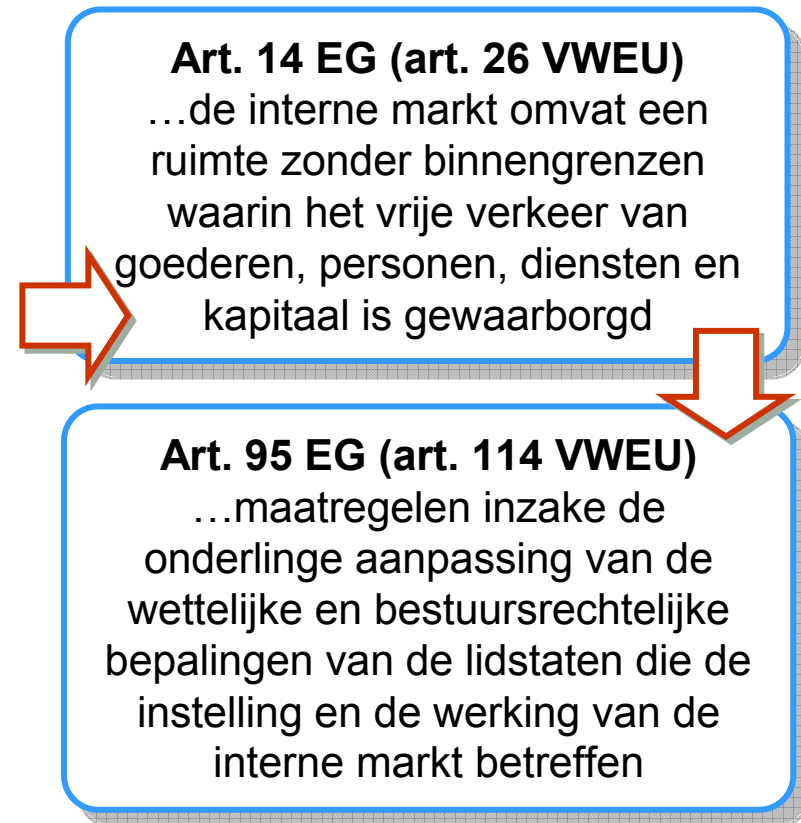 Art. 14 EG (art. 26 VWEU)
…de interne markt omvat een
ruimte zonder binnengrenzen
waarin het vrije verkeer van
goederen, personen, diensten en
kapitaal is gewaarborgd
Art. 95 EG (art. 114 VWEU)
…maatregelen inzake de
onderlinge aanpassing van de
wettelijke en bestuursrechtelijke
bepalingen van de lidstaten die de
instelling en de werking van de
interne markt betreffen